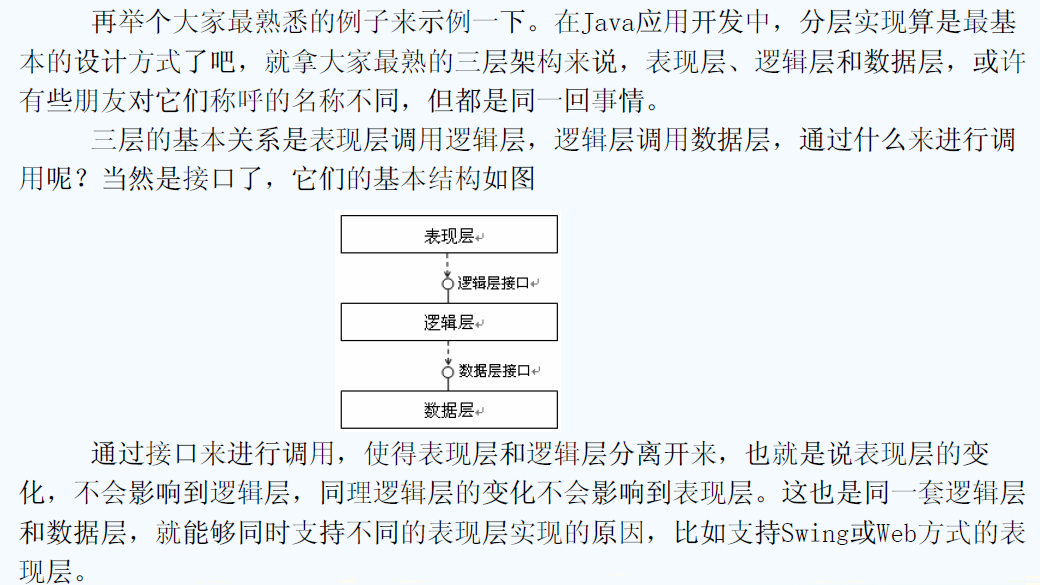 再举个大家最熟悉的例子来示例一下。在Java应用开发中，分层实现算是最基
本的设计方式了吧，就拿大家最熟的三层架构来说，表现层、逻辑层和数据层，或许
有些朋友对它们称呼的名称不同，但都是同一回事情。
三层的基本关系是表现层调用逻辑层，逻辑层调用数据层，通过什么来进行调
用呢？当然是接口了，它们的基本结构如图
表现层↵
逻辑层接口↵
逻辑层↵
数据层接口↵
数据层↵
通过接口来进行调用，使得表现层和逻辑层分离开来，也就是说表现层的变
化，不会影响到逻辑层，同理逻辑层的变化不会影响到表现层。这也是同一套逻辑层
和数据层，就能够同时支持不同的表现层实现的原因，比如支持Swing或Web方式的表
现层。